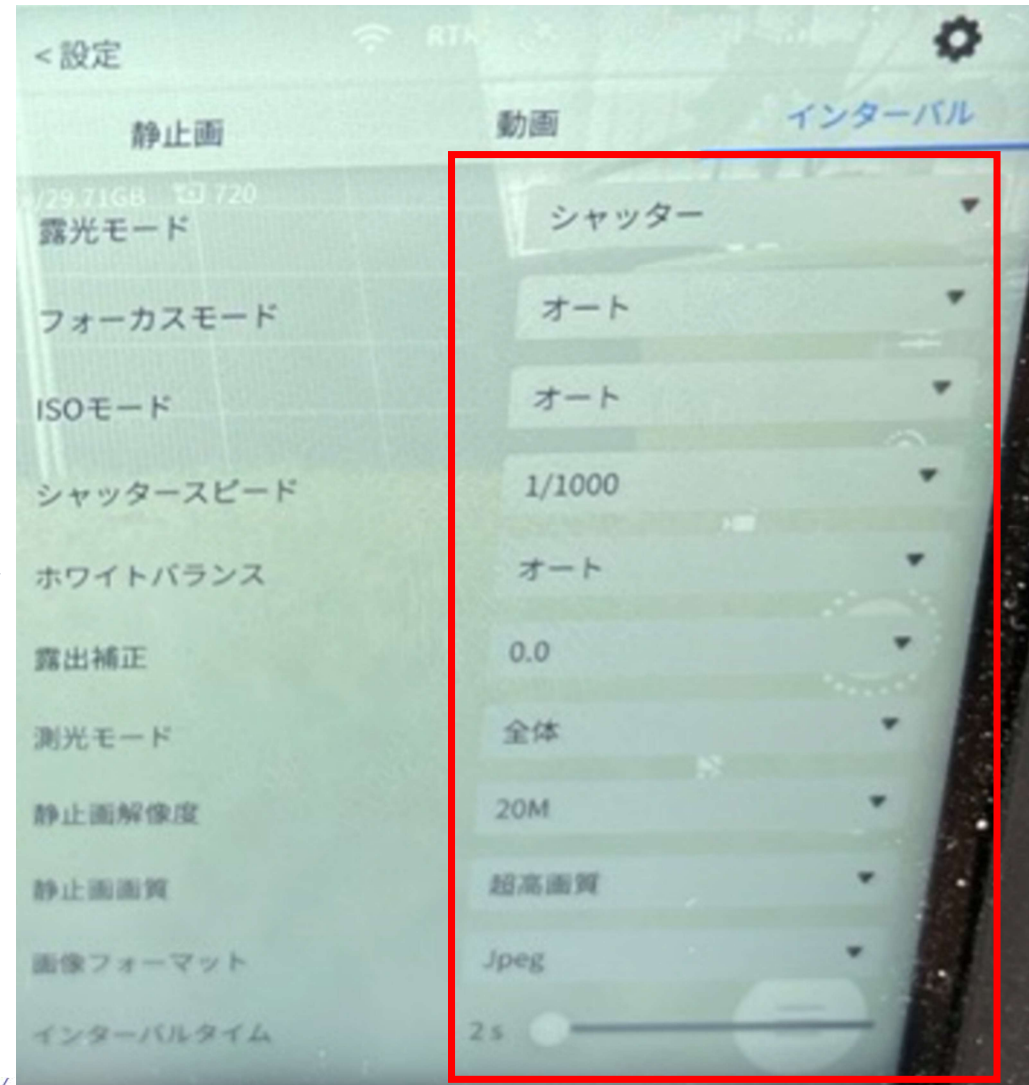 <設定
RTK
静止画 動画 インターバル
/29.71GB 720
露光モード シャッター
フォーカスモード オート
ISOモード オート
シャッタースピード 1/1000
ホワイトバランス オート
露出補正 0.0
測光モード 全体
静止画解像度 20M
静止画画質 超高画質
画像フォーマット Jpeg
インターバルタイム 2 s